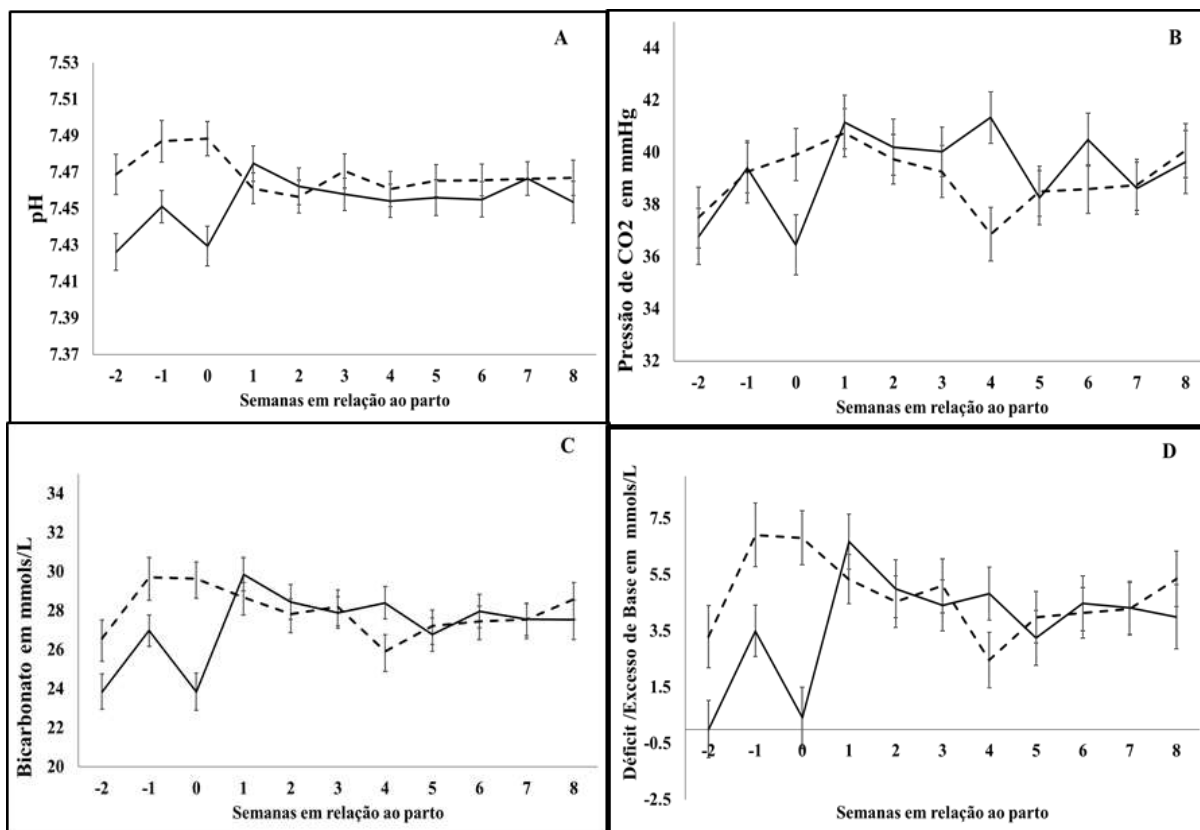 A
pH
7.53
7.51
7.49
7.47
7.45
7.43
7.41
7.39
7.37
-2 -1 0 1 2 3 4 5 6 7 8
Semanas em relação ao parto
B
Pressão de CO2 em mmHg
44
42
40
38
36
34
32
-2 -1 0 1 2 3 4 5 6 7 8
Semanas em relação ao parto
C
Bicarbonato em mmols/L
34
32
30
28
26
24
22
20
-2 -1 0 1 2 3 4 5 6 7 8
Semanas em relação ao parto
D
Déficit /Excesso de Base em mmols/L
7.5
5.5
3.5
1.5
-0.5
-2.5
-2 -1 0 1 2 3 4 5 6 7 8
Semanas em relação ao parto